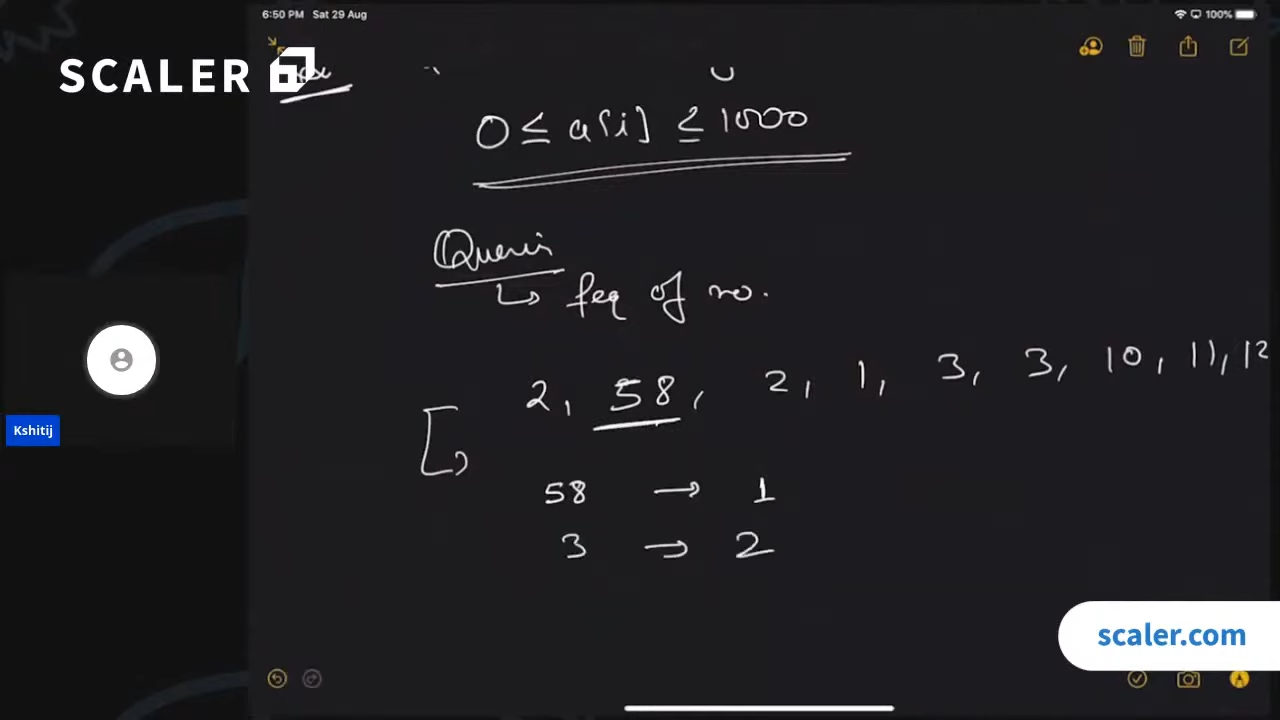 6:50 PM Sat 29 Aug 100%
SCALER
0 ≤ a[i] ≤ 1000
Queries
↳ feq of no.
2, 58, 2, 1, 3, 3, 10, 11, 12
58 → 1
3 → 2
Kshitij
scaler.com